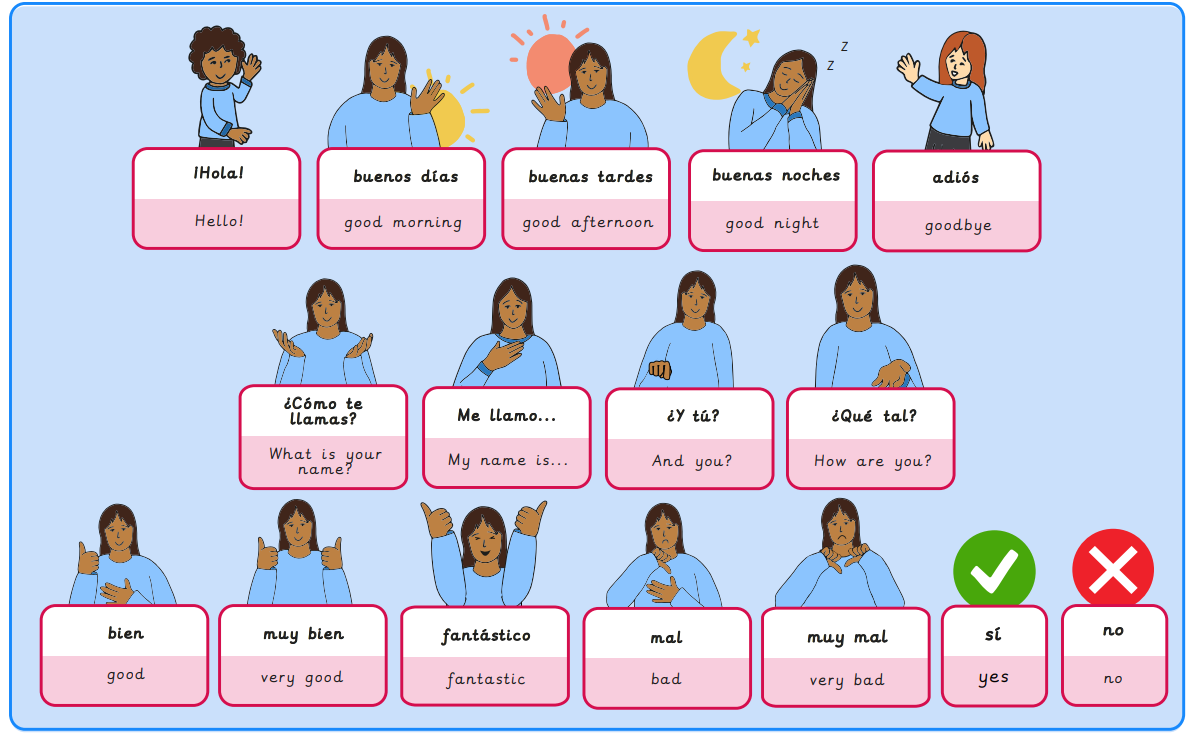 z
z
¡Hola!
Hello!
buenos días
good morning
buenas tardes
good afternoon
buenas noches
good night
adiós
goodbye
¿Cómo te
llamas?
What is your
name?
Me llamo...
My name is...
¿Y tú?
And you?
¿Qué tal?
How are you?
bien
good
muy bien
very good
fantástico
fantastic
mal
bad
muy mal
very bad
sí
yes
no
no